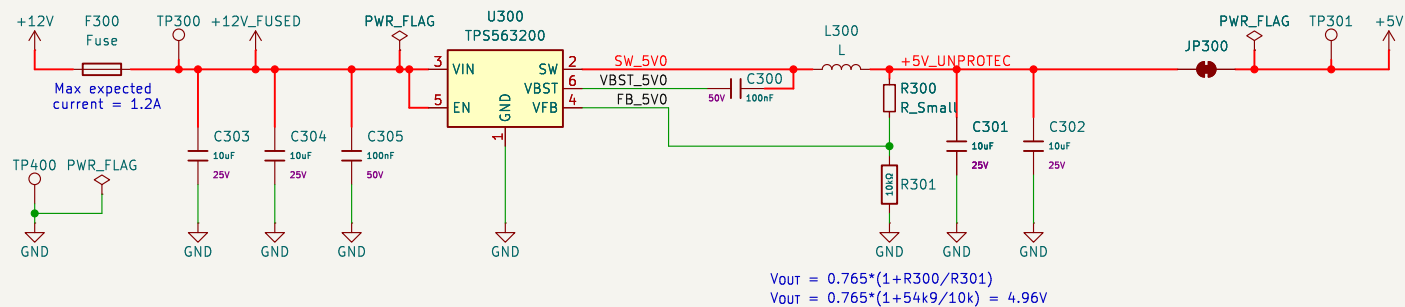 +12V
F300
Fuse
TP300
+12V_FUSED
PWR_FLAG
U300
TPS563200
L300
L
PWR_FLAG
TP301
+5V
JP300
3
VIN
5
EN
GND
1
SW
2
VBST
6
VFB
4
SW_5V0
VBST_5V0
FB_5V0
50V
C300
100nF
+5V_UNPROTEC
R300
R_Small
Max expected
current = 1.2A
C303
10uF
25V
C304
10uF
25V
C305
100nF
50V
C301
10uF
25V
C302
10uF
25V
10kΩ
R301
TP400
PWR_FLAG
GND
GND
GND
GND
GND
GND
GND
GND
VOUT = 0.765*(1+R300/R301)
VOUT = 0.765*(1+54k9/10k) = 4.96V